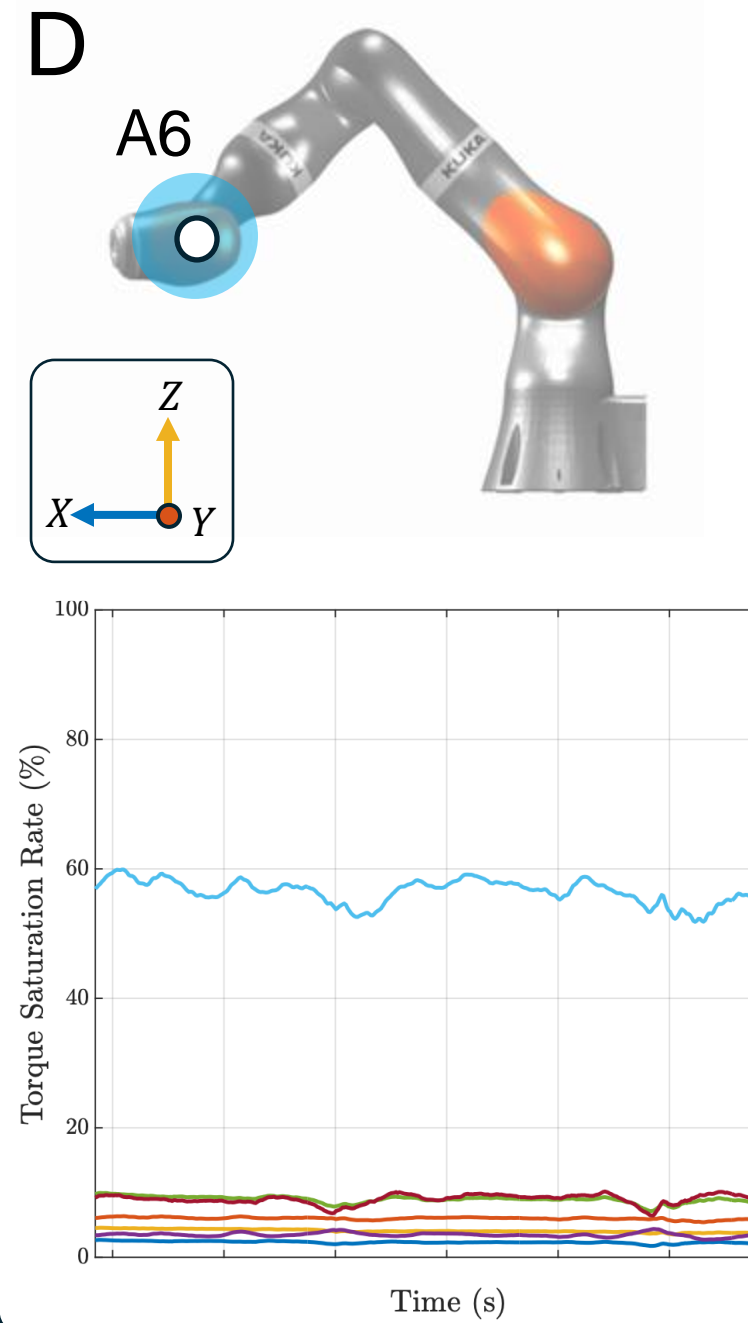 D
A6
KUKA
KUKA
Z
X
Y
100
80
60
40
20
0
Torque Saturation Rate (%)
Time (s)